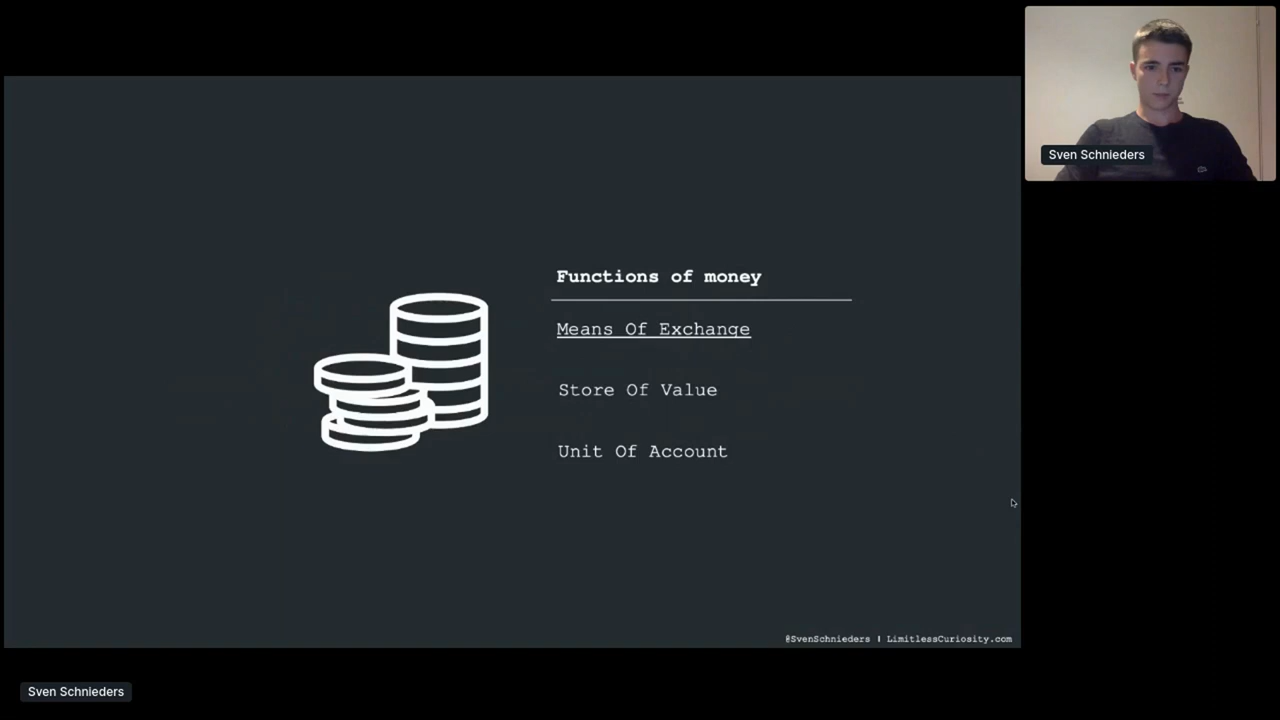 Sven Schnieders
Functions of money
Means Of Exchange
Store Of Value
Unit Of Account
@SvenSchnieders | LimitlessCuriosity.com
Sven Schnieders